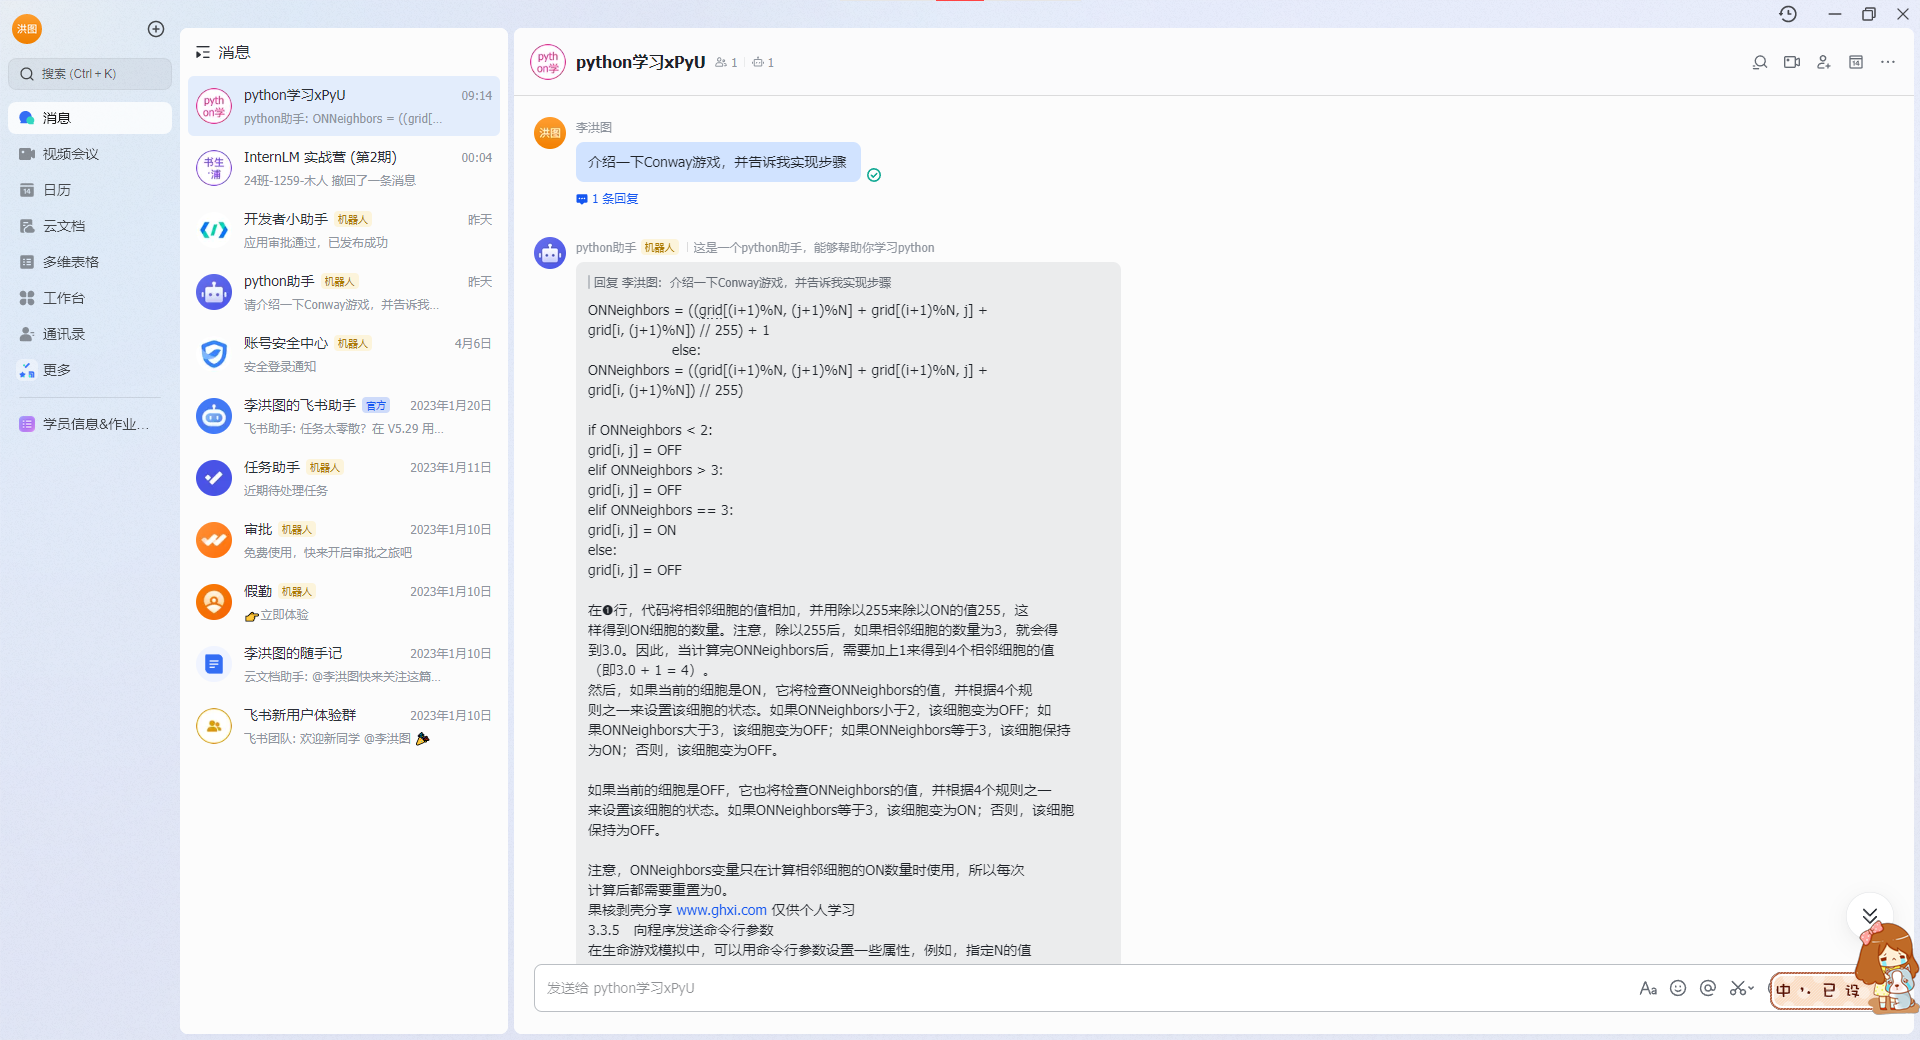 洪图
搜索 (Ctrl + K)
消息
视频会议
日历
云文档
多维表格
工作台
通讯录
更多
学员信息&作业...
消息
pyth
on学
python学习xPyU
09:14
python助手: ONNeighbors = ((grid[...
书生
·浦
InternLM 实战营 (第2期)
00:04
24班-1259-木人 撤回了一条消息
开发者小助手 机器人
昨天
应用审批通过，已发布成功
python助手 机器人
昨天
请介绍一下Conway游戏，并告诉我...
账号安全中心 机器人
4月6日
安全登录通知
李洪图的飞书助手 官方
2023年1月20日
飞书助手: 任务太零散？在 V5.29 用...
任务助手 机器人
2023年1月11日
近期待处理任务
审批 机器人
2023年1月10日
免费使用，快来开启审批之旅吧
假勤 机器人
2023年1月10日
👉立即体验
李洪图的随手记
2023年1月10日
云文档助手: @李洪图快来关注这篇...
飞书新用户体验群
2023年1月10日
飞书团队: 欢迎新同学 @李洪图 🎉
pyth
on学
python学习xPyU
1
1
14
洪图
李洪图
介绍一下Conway游戏，并告诉我实现步骤
1 条回复
python助手 机器人 | 这是一个python助手，能够帮助你学习python
回复 李洪图：介绍一下Conway游戏，并告诉我实现步骤
ONNeighbors = ((grid[(i+1)%N, (j+1)%N] + grid[(i+1)%N, j] +
grid[i, (j+1)%N]) // 255) + 1
else:
ONNeighbors = ((grid[(i+1)%N, (j+1)%N] + grid[(i+1)%N, j] +
grid[i, (j+1)%N]) // 255)
if ONNeighbors < 2:
grid[i, j] = OFF
elif ONNeighbors > 3:
grid[i, j] = OFF
elif ONNeighbors == 3:
grid[i, j] = ON
else:
grid[i, j] = OFF
在❶行，代码将相邻细胞的值相加，并用除以255来除以ON的值255，这
样得到ON细胞的数量。注意，除以255后，如果相邻细胞的数量为3，就会得
到3.0。因此，当计算完ONNeighbors后，需要加上1来得到4个相邻细胞的值
（即3.0 + 1 = 4）。
然后，如果当前的细胞是ON，它将检查ONNeighbors的值，并根据4个规
则之一来设置该细胞的状态。如果ONNeighbors小于2，该细胞变为OFF；如
果ONNeighbors大于3，该细胞变为OFF；如果ONNeighbors等于3，该细胞保持
为ON；否则，该细胞变为OFF。
如果当前的细胞是OFF，它也将检查ONNeighbors的值，并根据4个规则之一
来设置该细胞的状态。如果ONNeighbors等于3，该细胞变为ON；否则，该细胞
保持为OFF。
注意，ONNeighbors变量只在计算相邻细胞的ON数量时使用，所以每次
计算后都需要重置为0。
果核剥壳分享 www.ghxi.com 仅供个人学习
3.3.5 向程序发送命令行参数
在生命游戏模拟中，可以用命令行参数设置一些属性，例如，指定N的值
发送给 python学习xPyU
Aa
中 已 设